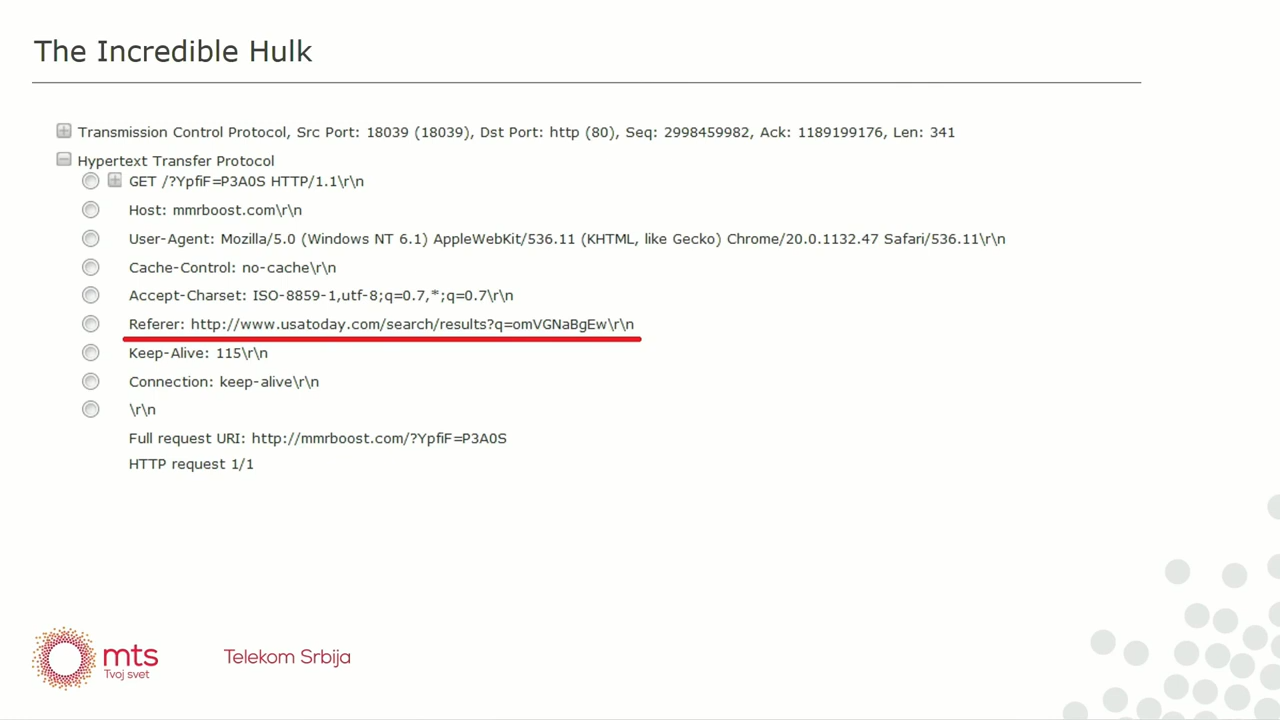 The Incredible Hulk
Transmission Control Protocol, Src Port: 18039 (18039), Dst Port: http (80), Seq: 2998459982, Ack: 1189199176, Len: 341
Hypertext Transfer Protocol
GET /?YpfiF=P3A0S HTTP/1.1\r\n
Host: mmrboost.com\r\n
User-Agent: Mozilla/5.0 (Windows NT 6.1) AppleWebKit/536.11 (KHTML, like Gecko) Chrome/20.0.1132.47 Safari/536.11\r\n
Cache-Control: no-cache\r\n
Accept-Charset: ISO-8859-1,utf-8;q=0.7,*;q=0.7\r\n
Referer: http://www.usatoday.com/search/results?q=omVGNaBgEw\r\n
Keep-Alive: 115\r\n
Connection: keep-alive\r\n
\r\n
Full request URI: http://mmrboost.com/?YpfiF=P3A0S
HTTP request 1/1
mts
Tvoj svet
Telekom Srbija